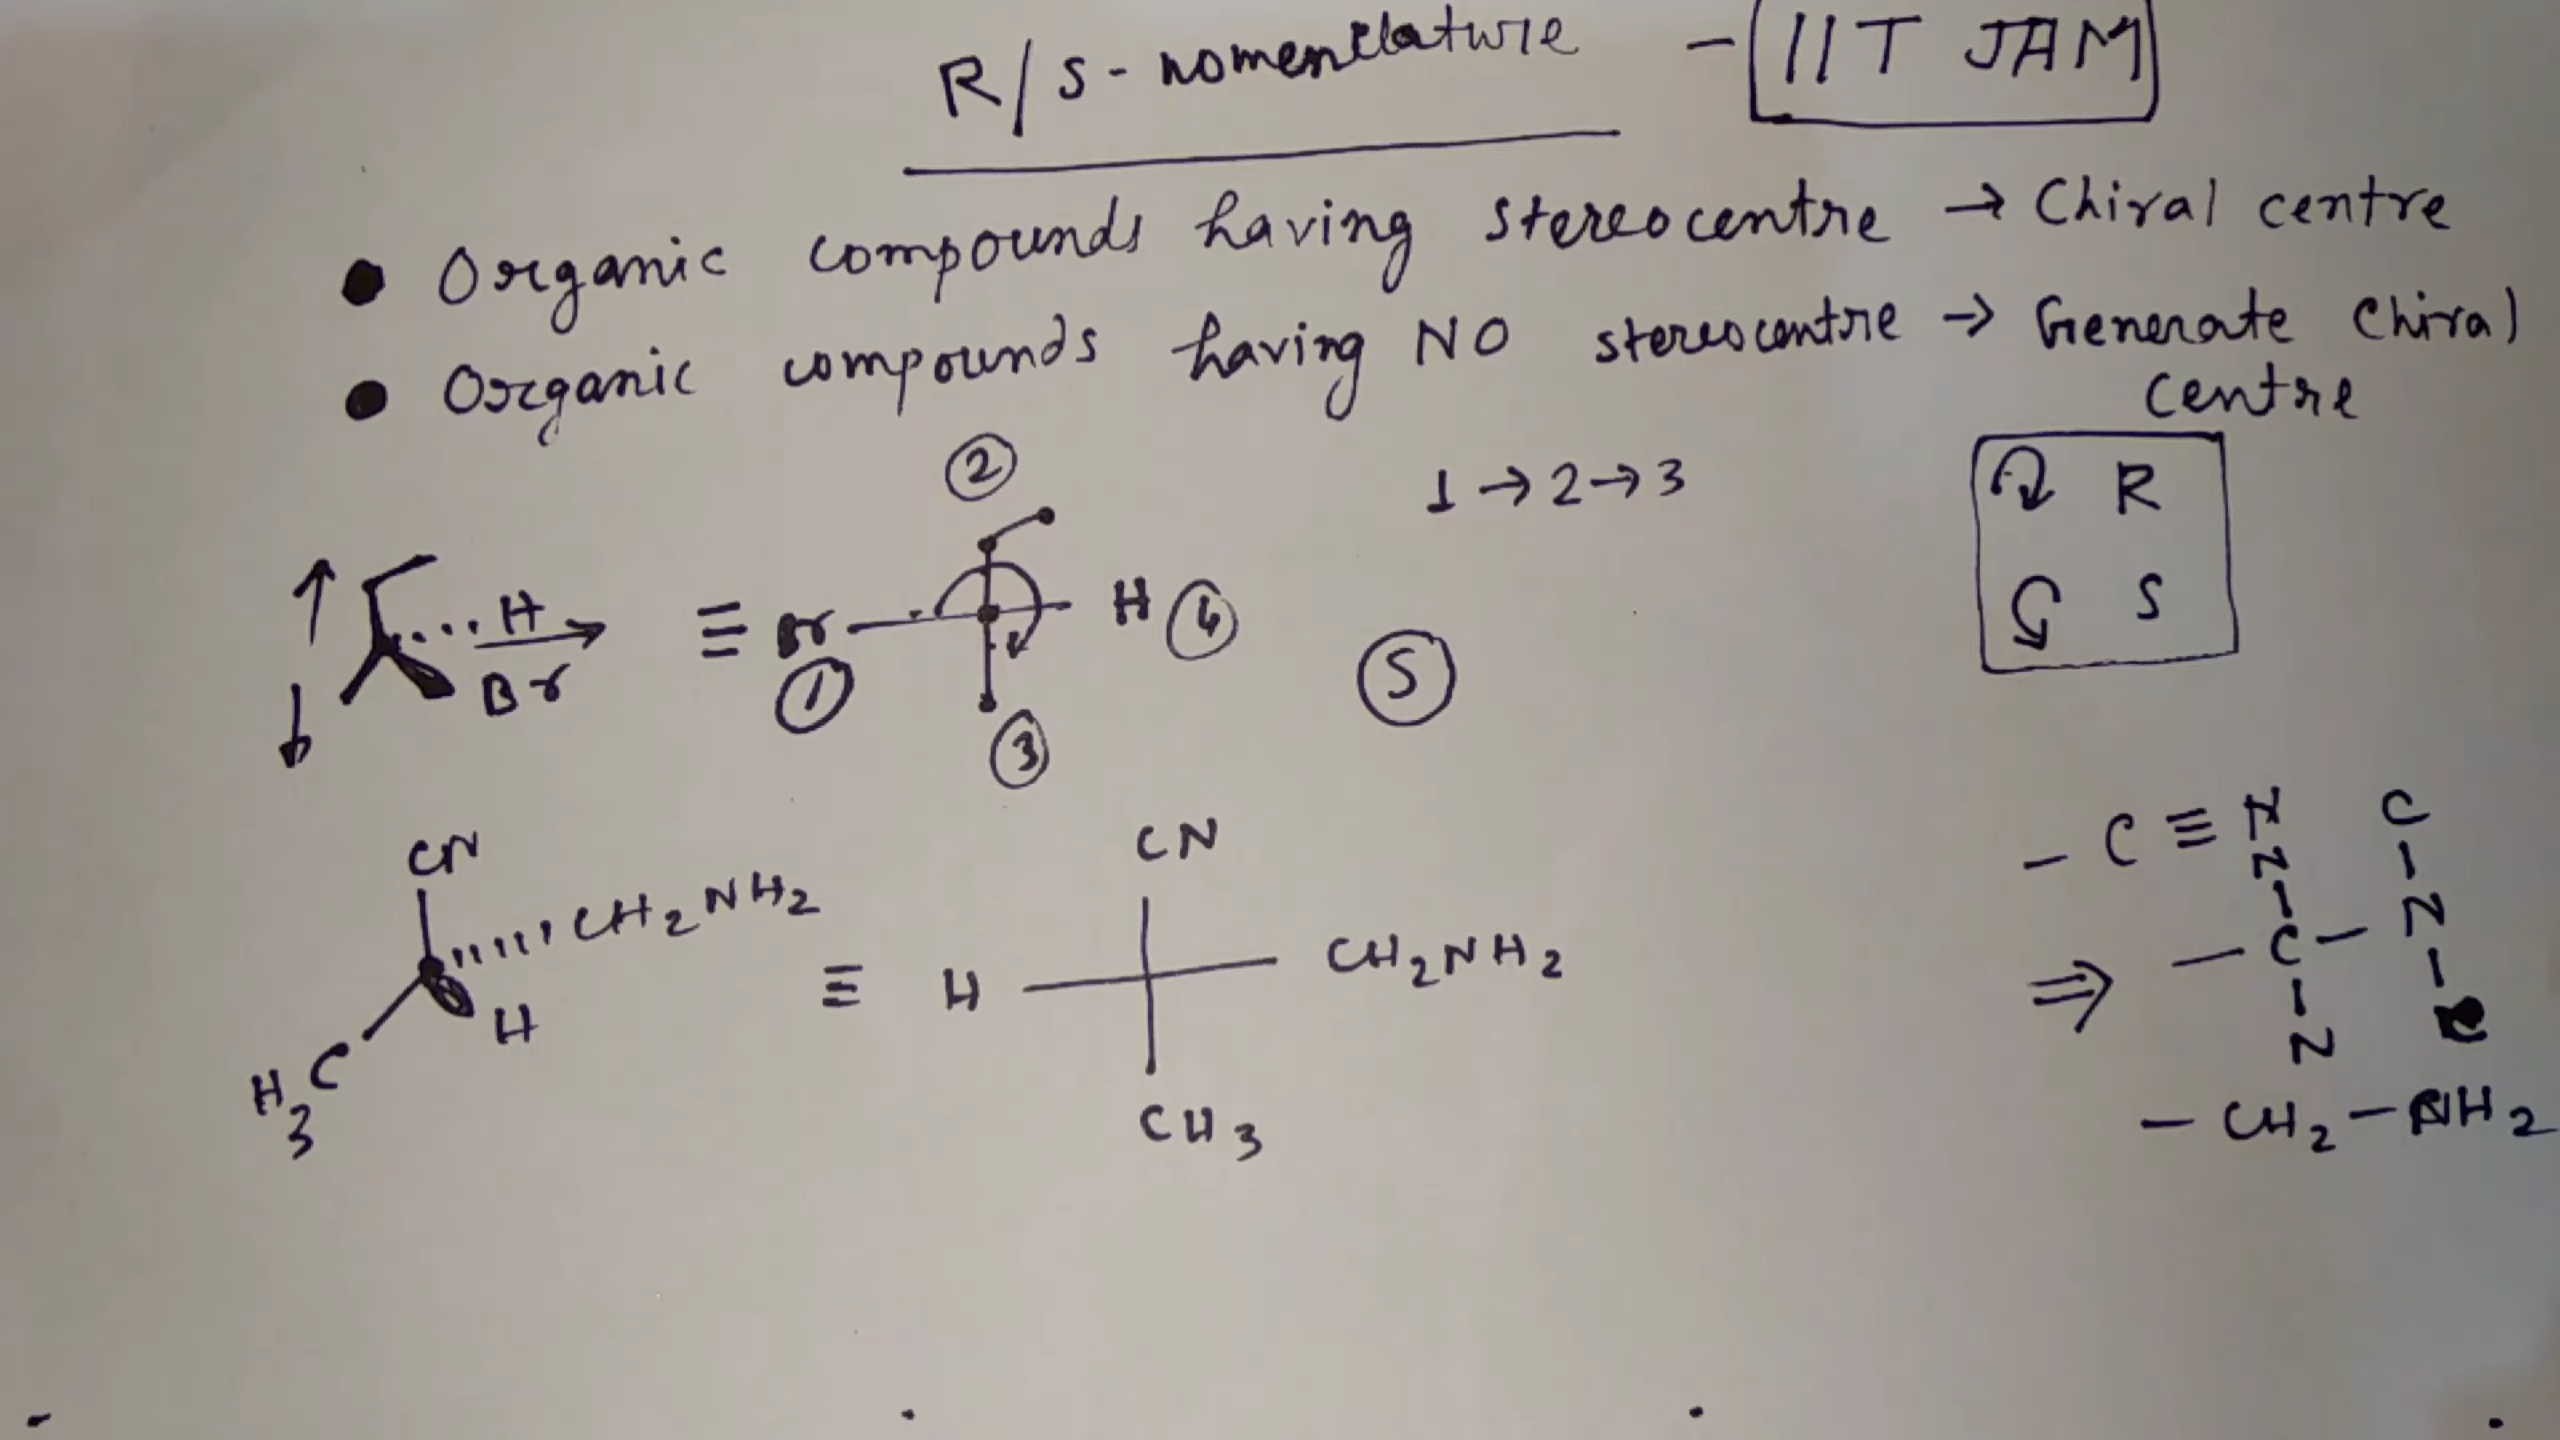 R/S-nomenclature - IIT JAM
● Organic compounds having stereocentre → Chiral centre
● Organic compounds having NO stereocentre → Generate Chiral
centre
② 1→2→3 R
H ≡ Br H ④ S
Br ① S
③
CN CN - C ≡ N C
CH2NH2 N N
≡ H CH2NH2 ⇒ - C -
H N C
H3C CH3 - CH2 - NH2